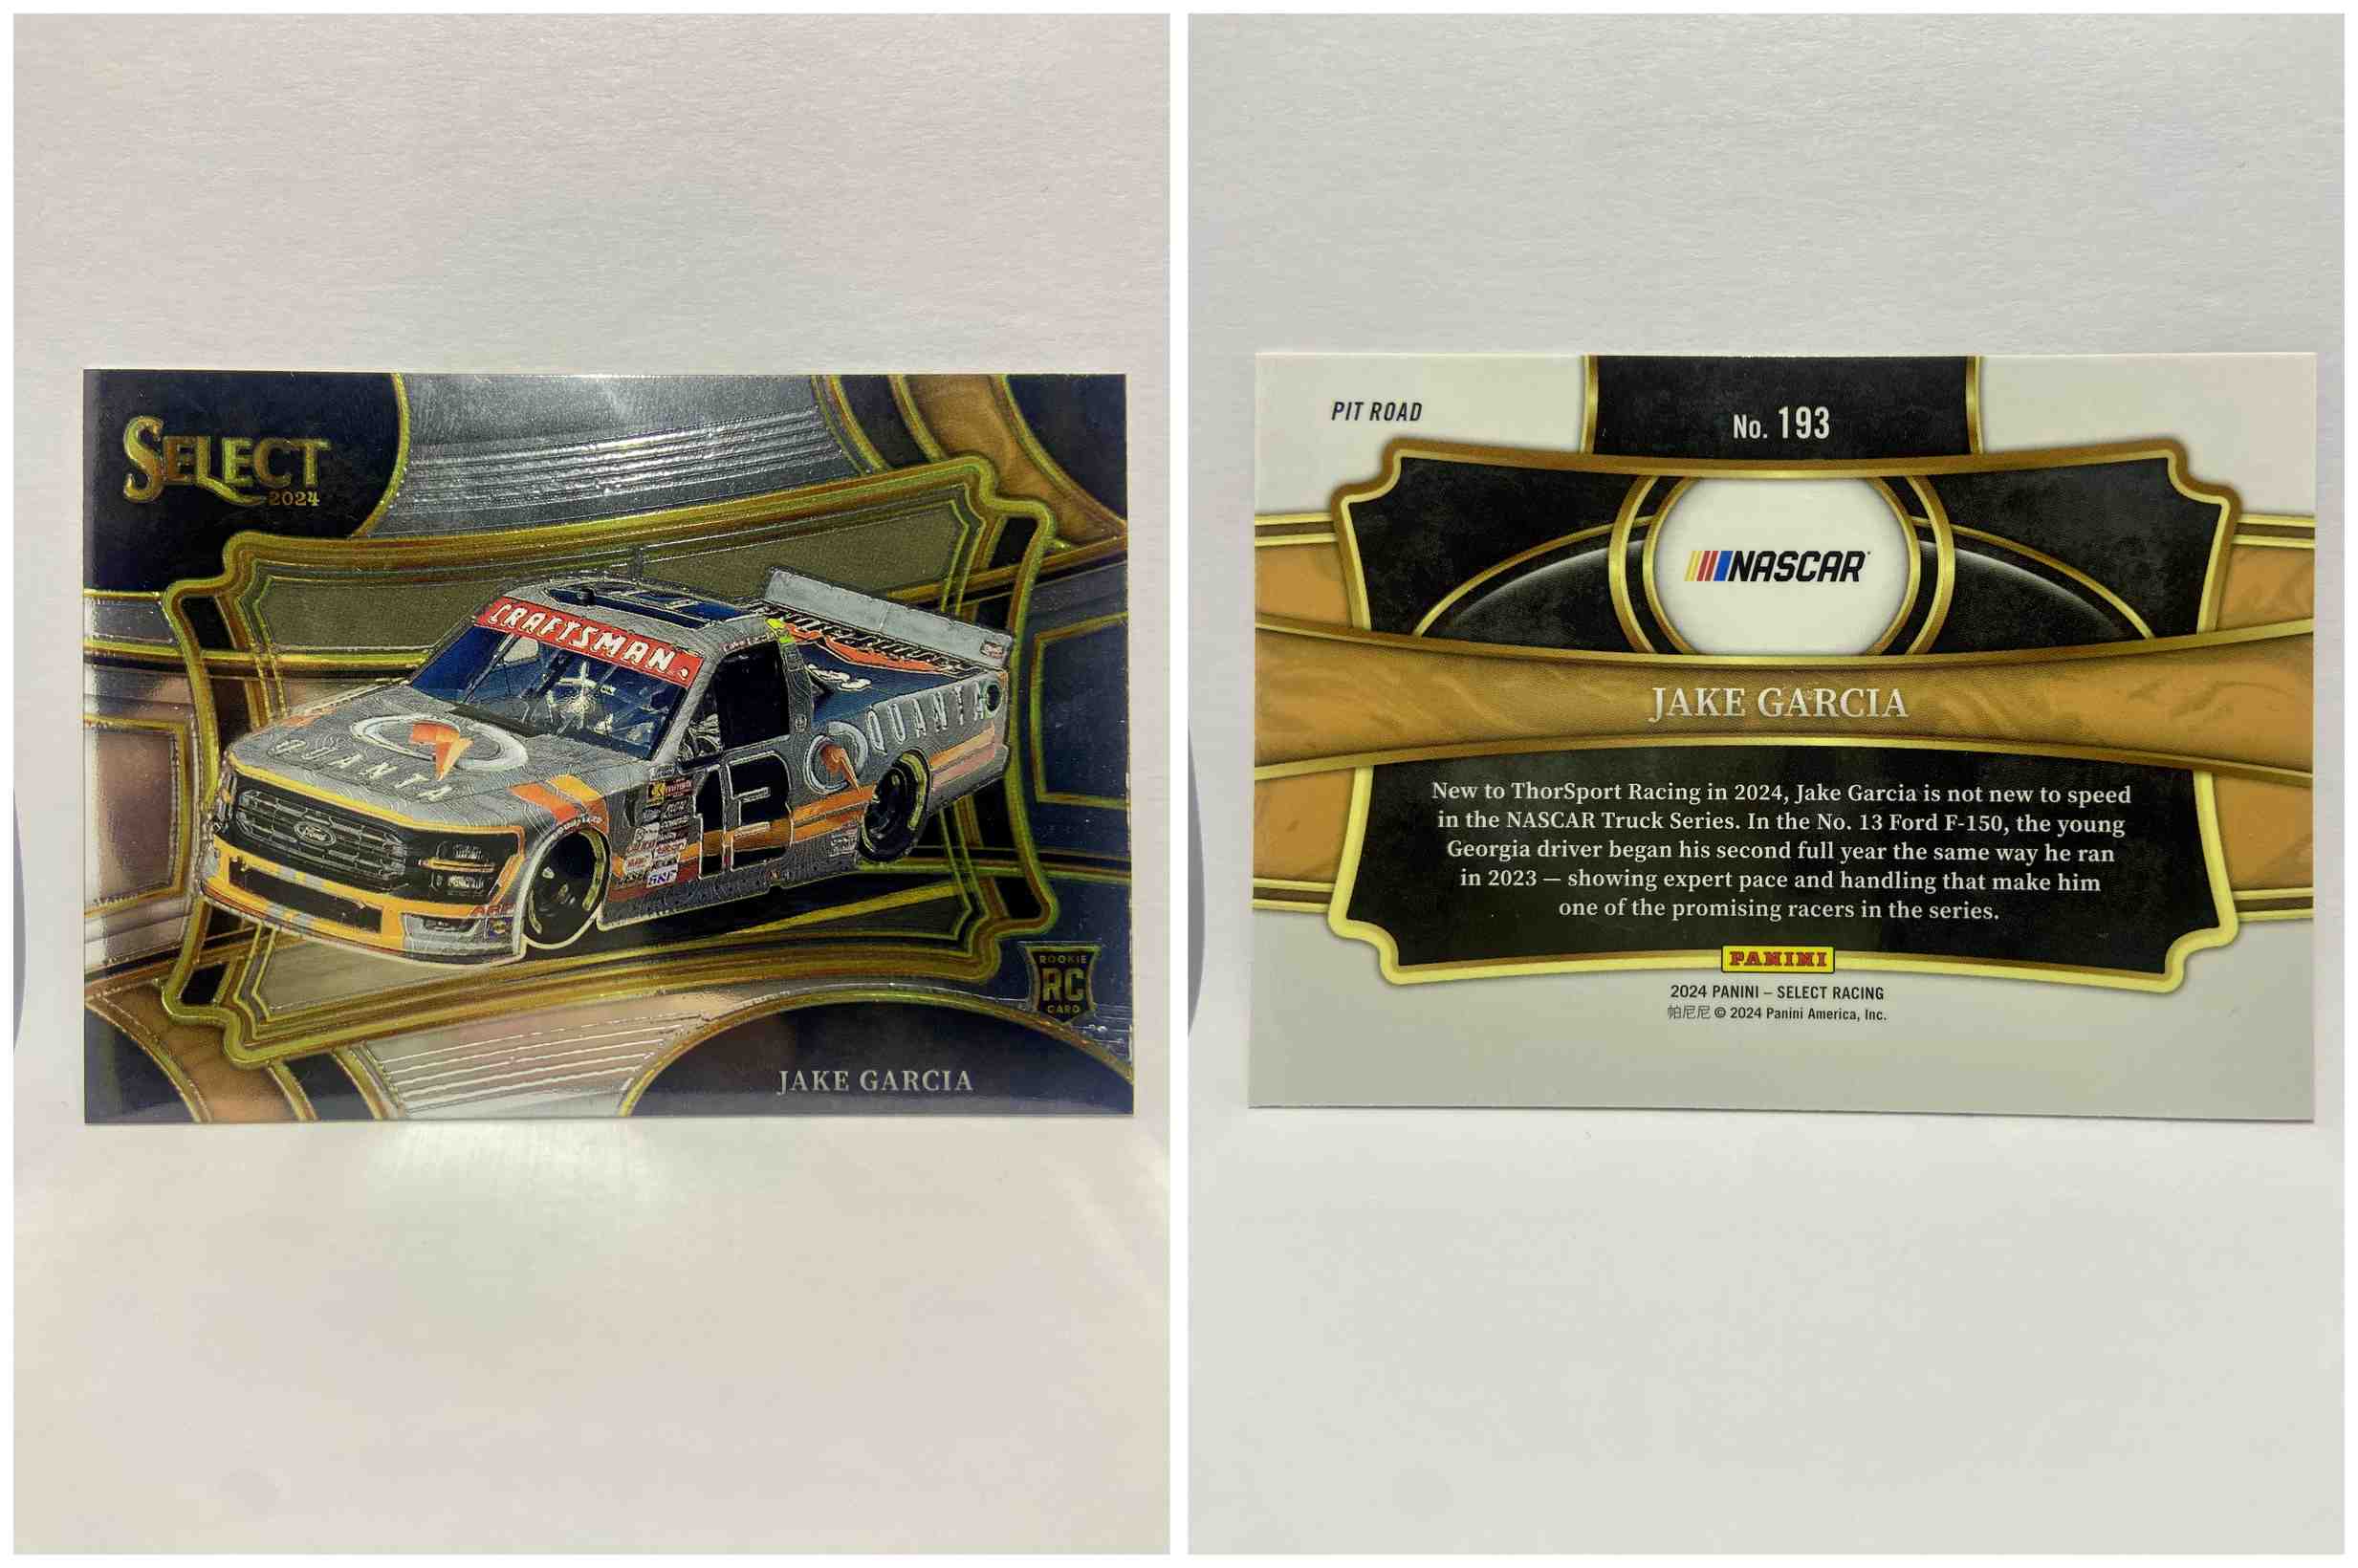 SELECT
2024
CRAFTSMAN
QUANTA
QUANTA
13
Ford
SKF
ROOKIE
RC
CARD
JAKE GARCIA
PIT ROAD
No. 193
NASCAR
JAKE GARCIA
New to ThorSport Racing in 2024, Jake Garcia is not new to speed
in the NASCAR Truck Series. In the No. 13 Ford F-150, the young
Georgia driver began his second full year the same way he ran
in 2023 — showing expert pace and handling that make him
one of the promising racers in the series.
PANINI
2024 PANINI – SELECT RACING
帕尼尼 © 2024 Panini America, Inc.